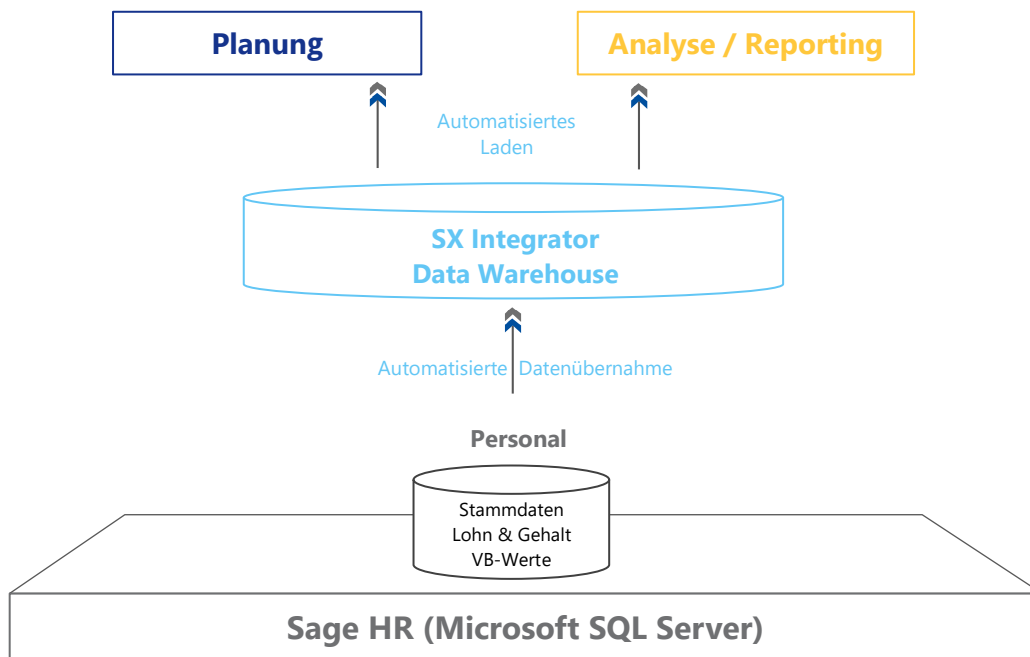 Planung
Analyse / Reporting
Automatisiertes
Laden
SX Integrator
Data Warehouse
Automatisierte Datenübernahme
Personal
Stammdaten
Lohn & Gehalt
VB-Werte
Sage HR (Microsoft SQL Server)